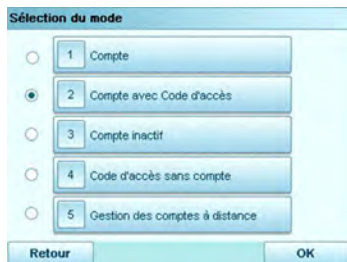 Sélection du mode
1 Compte
2 Compte avec Code d'accès
3 Compte inactif
4 Code d'accès sans compte
5 Gestion des comptes à distance
Retour OK